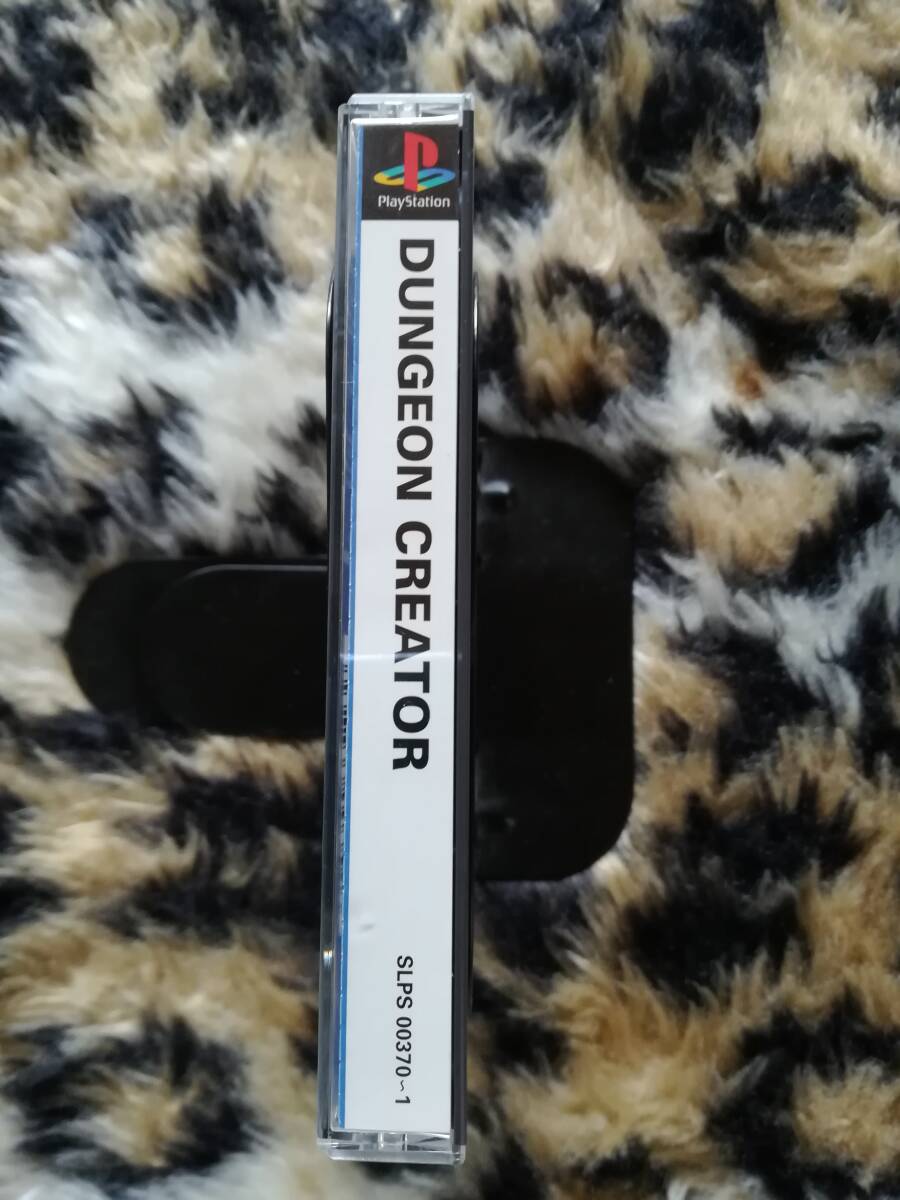 PlayStation
DUNGEON CREATOR
SLPS 00370~1